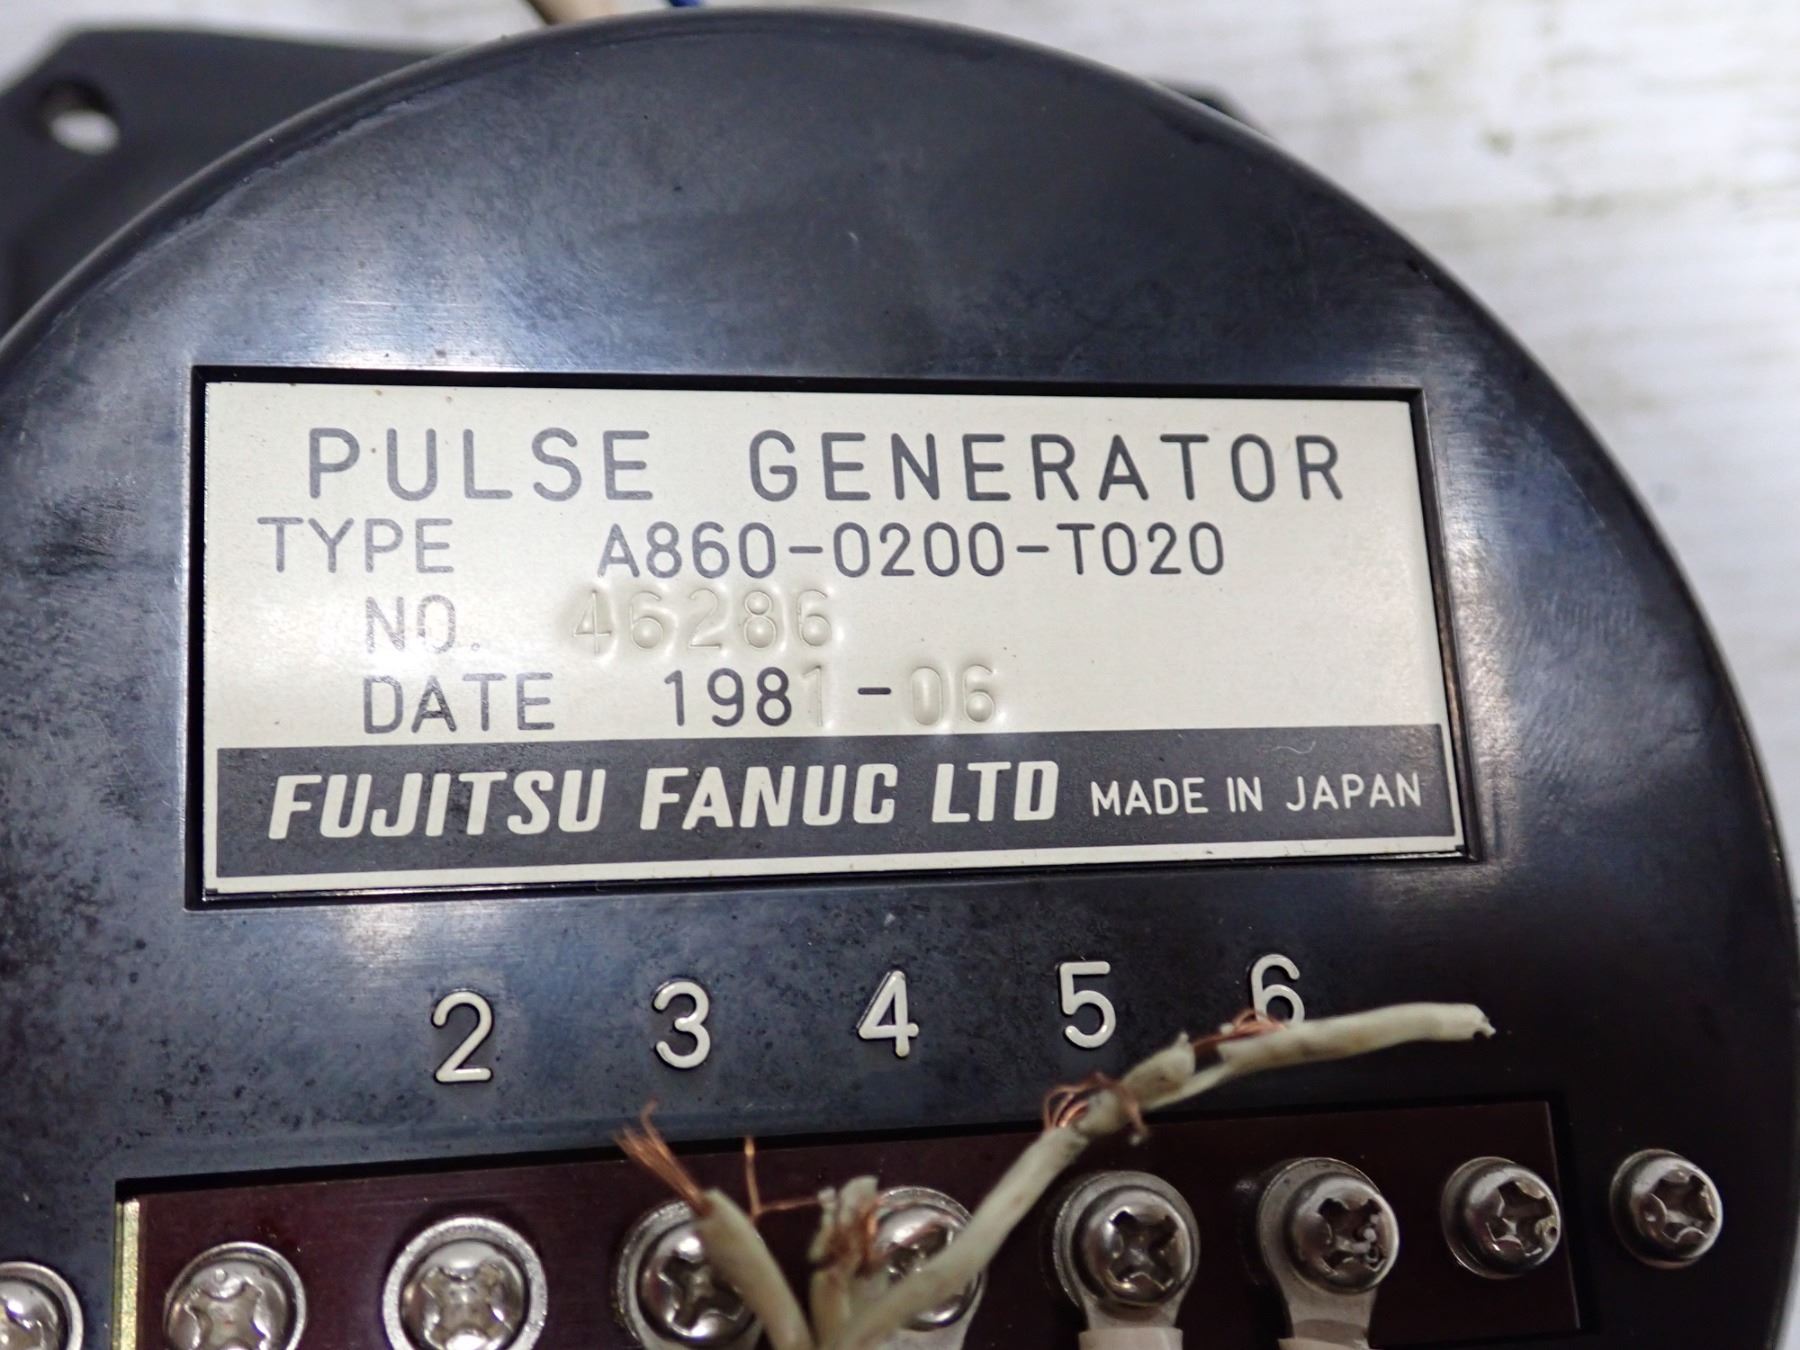 PULSE GENERATOR
TYPE A860-0200-T020
NO. 46286
DATE 1981-06
FUJITSU FANUC LTD MADE IN JAPAN
2 3 4 5 6